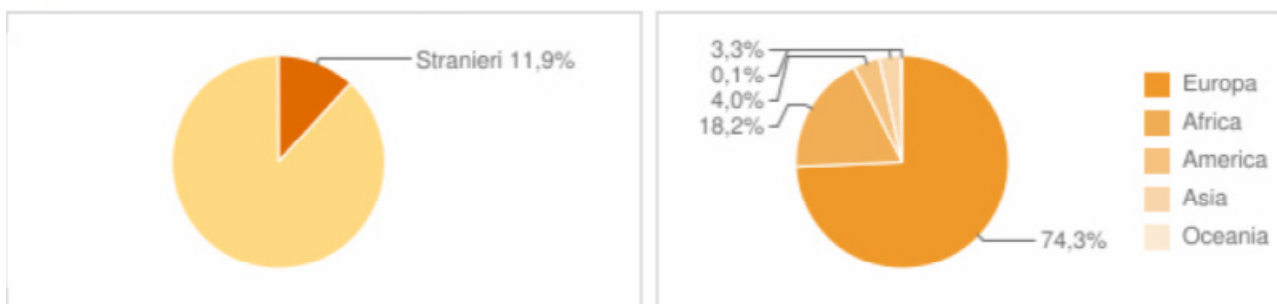 Stranieri 11,9%
3,3%
0,1%
4,0%
18,2%
74,3%
Europa
Africa
America
Asia
Oceania